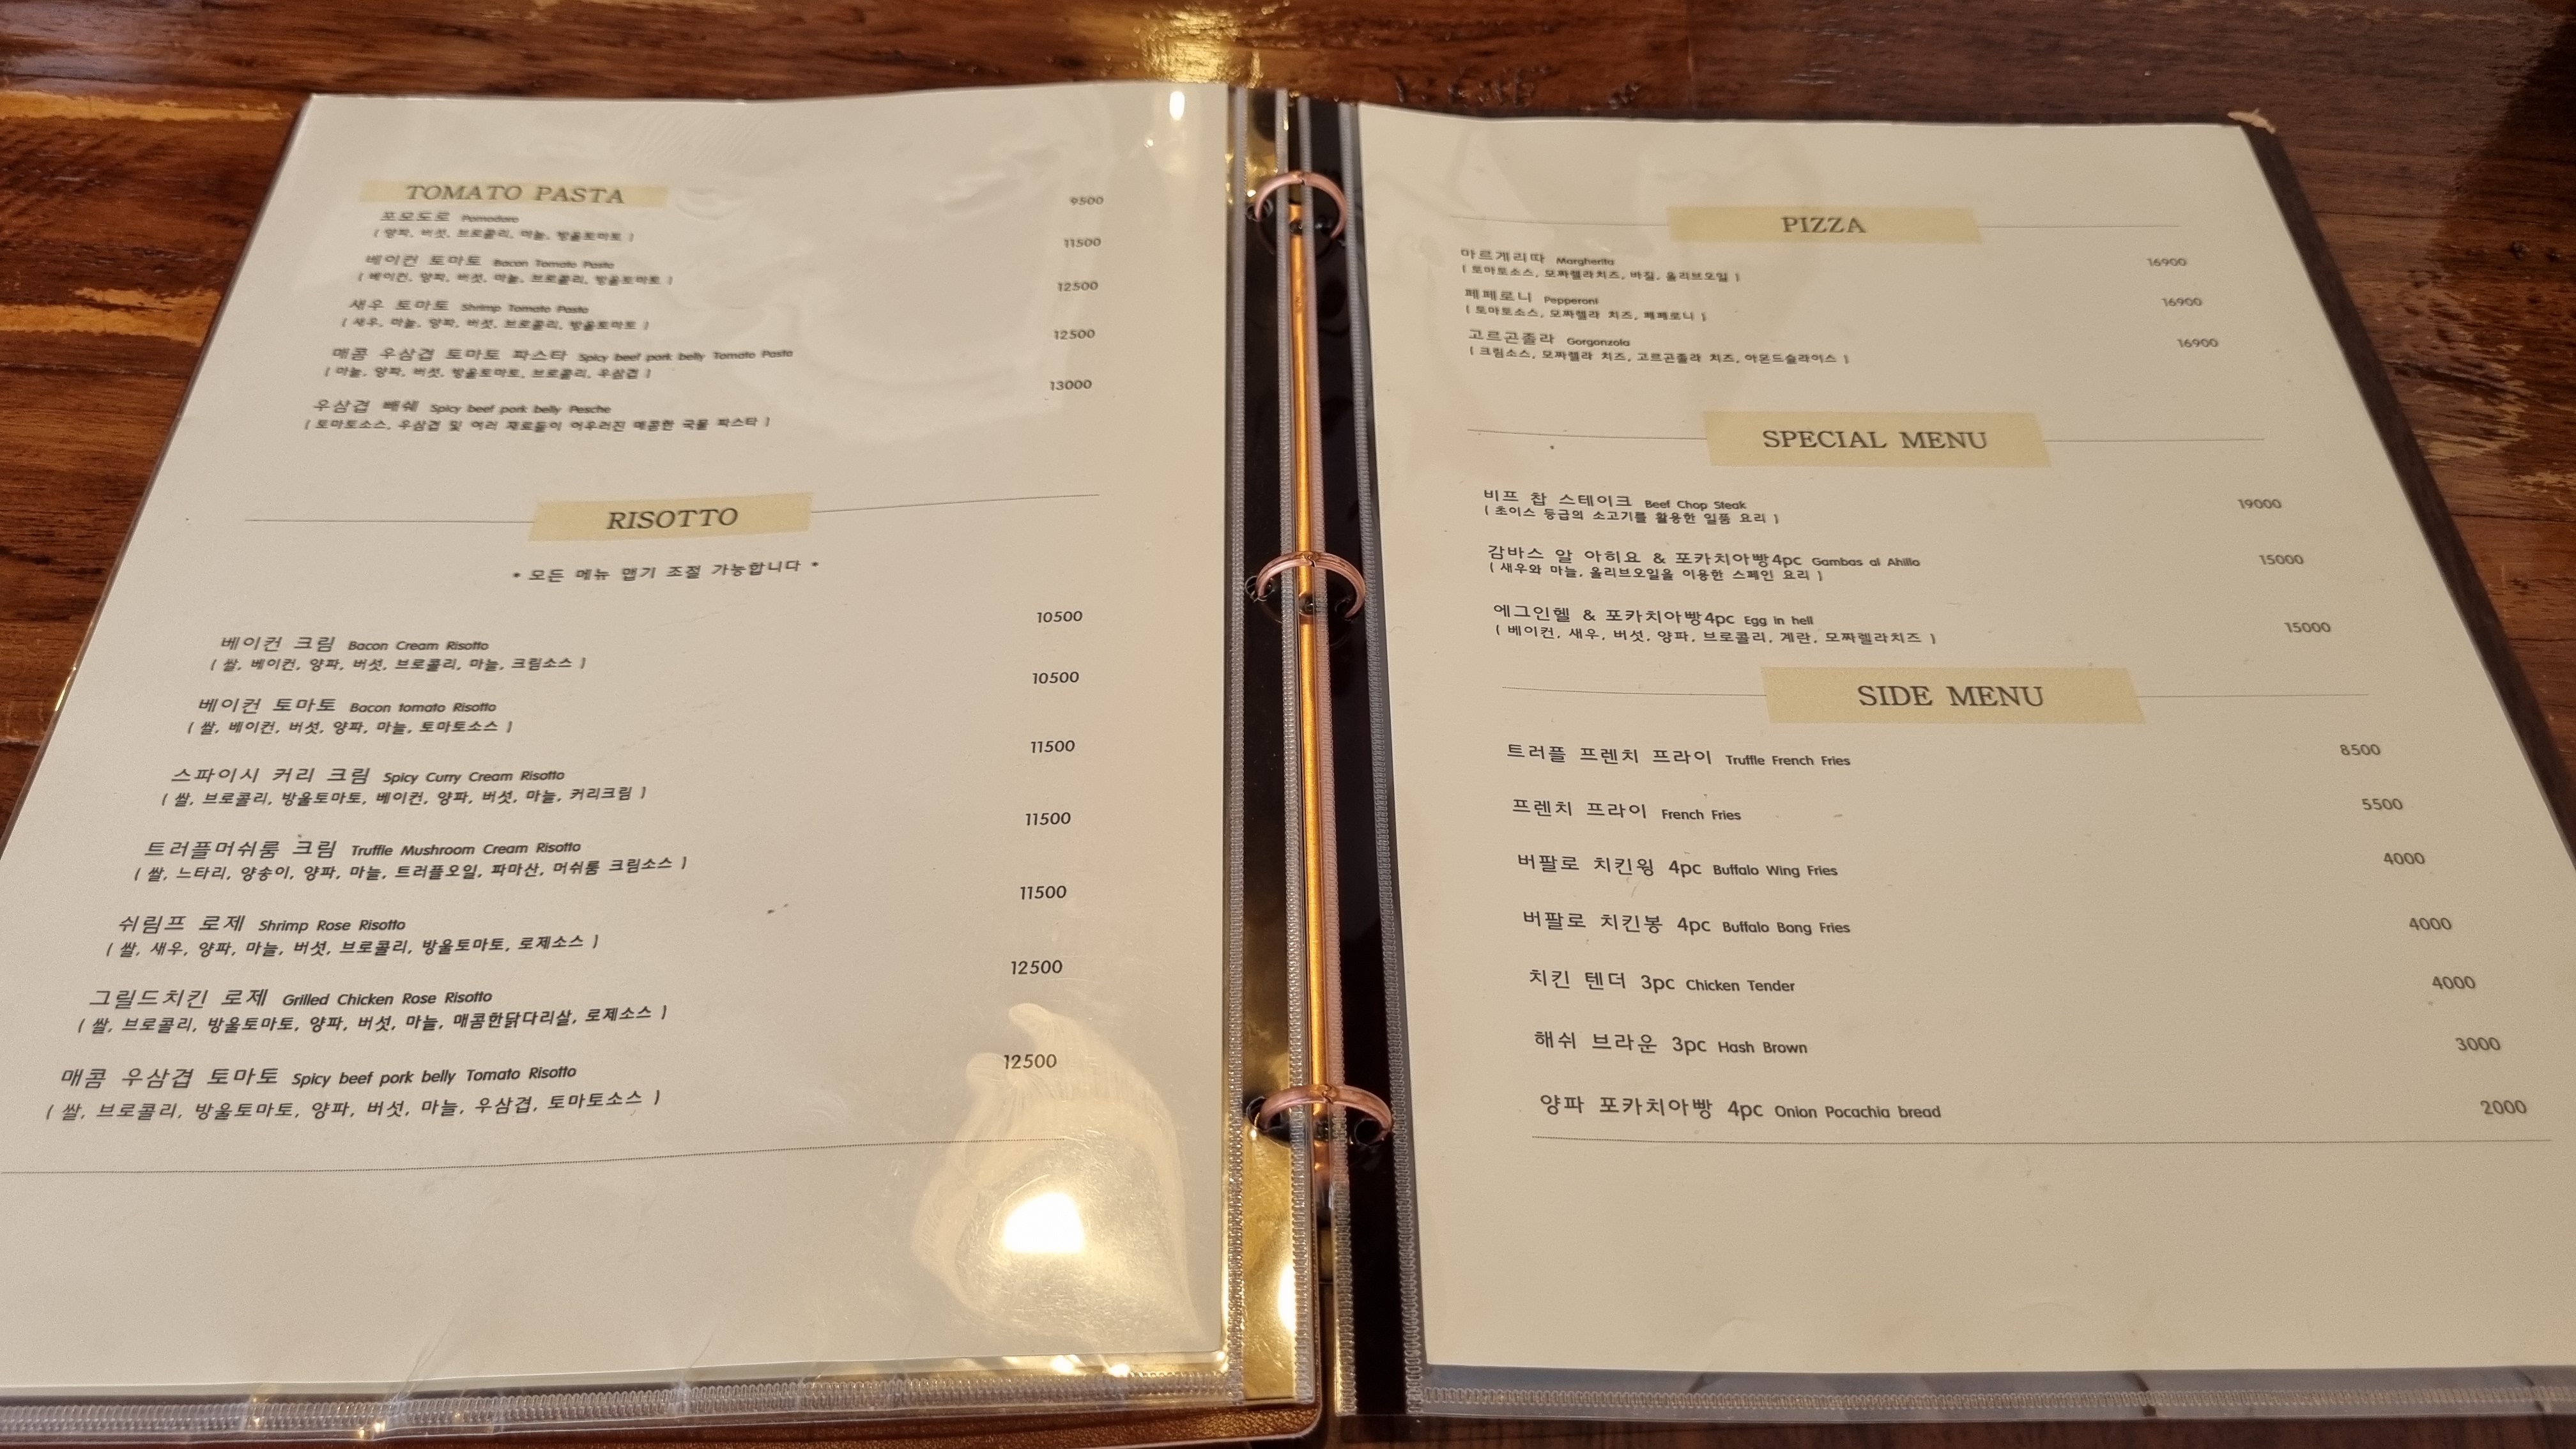 TOMATO PASTA
포모도로 Pomodoro 9500
( 양파, 버섯, 브로콜리, 마늘, 방울토마토 )
베이컨 토마토 Bacon Tomato Pasta 11500
( 베이컨, 양파, 버섯, 마늘, 브로콜리, 방울토마토 )
새우 토마토 Shrimp Tomato Pasta 12500
( 새우, 마늘, 양파, 버섯, 브로콜리, 방울토마토 )
매콤 우삼겹 토마토 파스타 Spicy beef pork belly Tomato Pasta 12500
( 마늘, 양파, 버섯, 방울토마토, 브로콜리, 우삼겹 )
우삼겹 빼쉐 Spicy beef pork belly Pesche 13000
( 토마토소스, 우삼겹 및 여러 재료들이 어우러진 매콤한 국물 파스타 )
RISOTTO
* 모든 메뉴 맵기 조절 가능합니다 *
베이컨 크림 Bacon Cream Risotto 10500
( 쌀, 베이컨, 양파, 버섯, 브로콜리, 마늘, 크림소스 )
베이컨 토마토 Bacon tomato Risotto 10500
( 쌀, 베이컨, 버섯, 양파, 마늘, 토마토소스 )
스파이시 커리 크림 Spicy Curry Cream Risotto 11500
( 쌀, 브로콜리, 방울토마토, 베이컨, 양파, 버섯, 마늘, 커리크림 )
트러플머쉬룸 크림 Truffle Mushroom Cream Risotto 11500
( 쌀, 느타리, 양송이, 양파, 마늘, 트러플오일, 파마산, 머쉬룸 크림소스 )
쉬림프 로제 Shrimp Rose Risotto 11500
( 쌀, 새우, 양파, 마늘, 버섯, 브로콜리, 방울토마토, 로제소스 )
그릴드치킨 로제 Grilled Chicken Rose Risotto 12500
( 쌀, 브로콜리, 방울토마토, 양파, 버섯, 마늘, 매콤한닭다리살, 로제소스 )
매콤 우삼겹 토마토 Spicy beef pork belly Tomato Risotto 12500
( 쌀, 브로콜리, 방울토마토, 양파, 버섯, 마늘, 우삼겹, 토마토소스 )
PIZZA
마르게리따 Margherita 16900
( 토마토소스, 모짜렐라치즈, 바질, 올리브오일 )
페페로니 Pepperoni 16900
( 토마토소스, 모짜렐라 치즈, 페페로니 )
고르곤졸라 Gorgonzola 16900
( 크림소스, 모짜렐라 치즈, 고르곤졸라 치즈, 아몬드슬라이스 )
SPECIAL MENU
비프 찹 스테이크 Beef Chop Steak 19000
( 초이스 등급의 소고기를 활용한 일품 요리 )
감바스 알 아히요 & 포카치아빵4pc Gambas al Ahillo 15000
( 새우와 마늘, 올리브오일을 이용한 스페인 요리 )
에그인헬 & 포카치아빵4pc Egg in hell 15000
( 베이컨, 새우, 버섯, 양파, 브로콜리, 계란, 모짜렐라치즈 )
SIDE MENU
트러플 프렌치 프라이 Truffle French Fries 8500
프렌치 프라이 French Fries 5500
버팔로 치킨윙 4pc Buffalo Wing Fries 4000
버팔로 치킨봉 4pc Buffalo Bong Fries 4000
치킨 텐더 3pc Chicken Tender 4000
해쉬 브라운 3pc Hash Brown 3000
양파 포카치아빵 4pc Onion Pocachia bread 2000